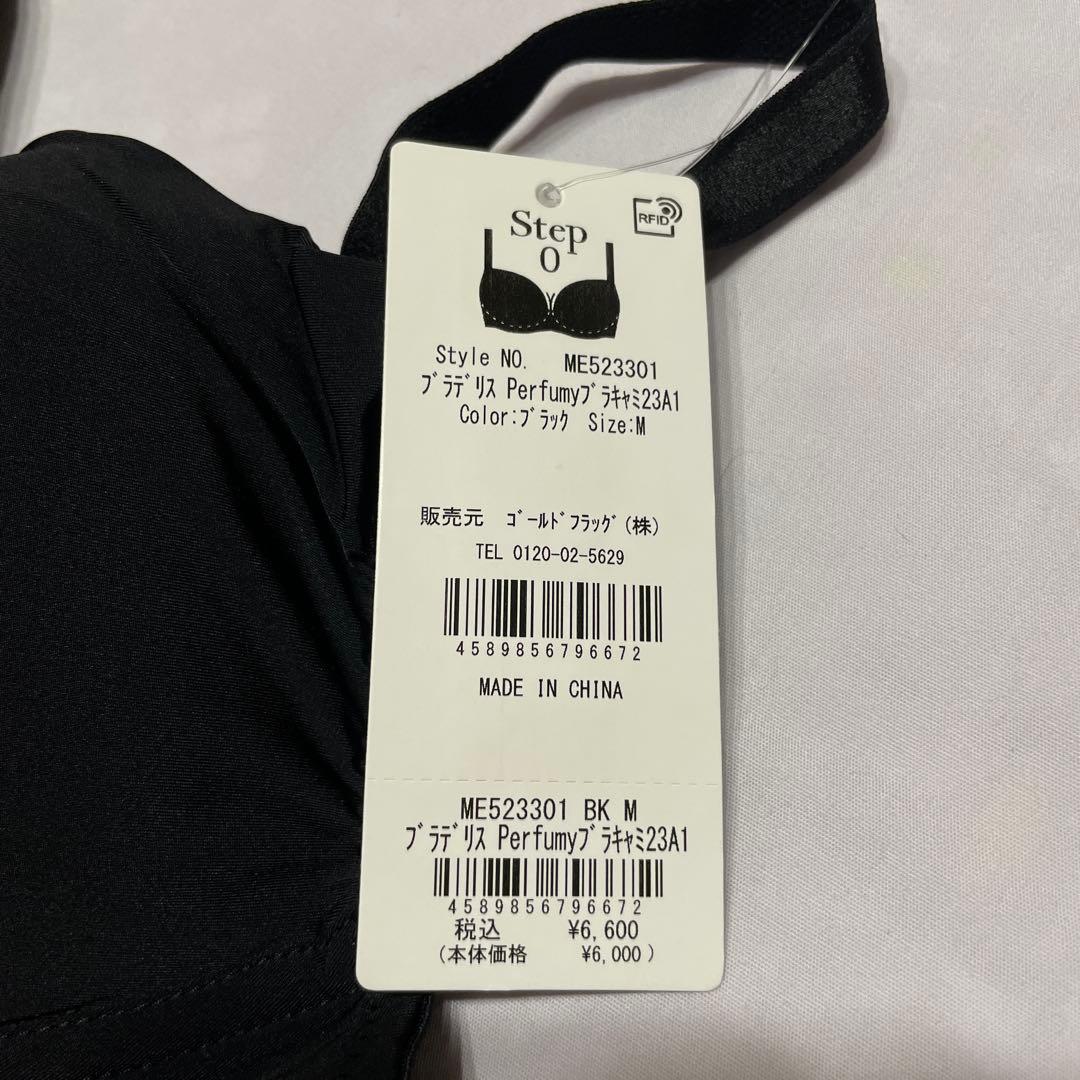 Step
0
RFID
Style NO. ME523301
ﾌﾞﾗﾃﾞﾘｽ Perfumyﾌﾞﾗｷｬﾐ23A1
Color:ﾌﾞﾗｯｸ Size:M
販売元 ｺﾞｰﾙﾄﾞﾌﾗｯｸﾞ(株)
TEL 0120-02-5629
4589856796672
MADE IN CHINA
ME523301 BK M
ﾌﾞﾗﾃﾞﾘｽ Perfumyﾌﾞﾗｷｬﾐ23A1
4589856796672
税込 ¥6,600
(本体価格 ¥6,000)